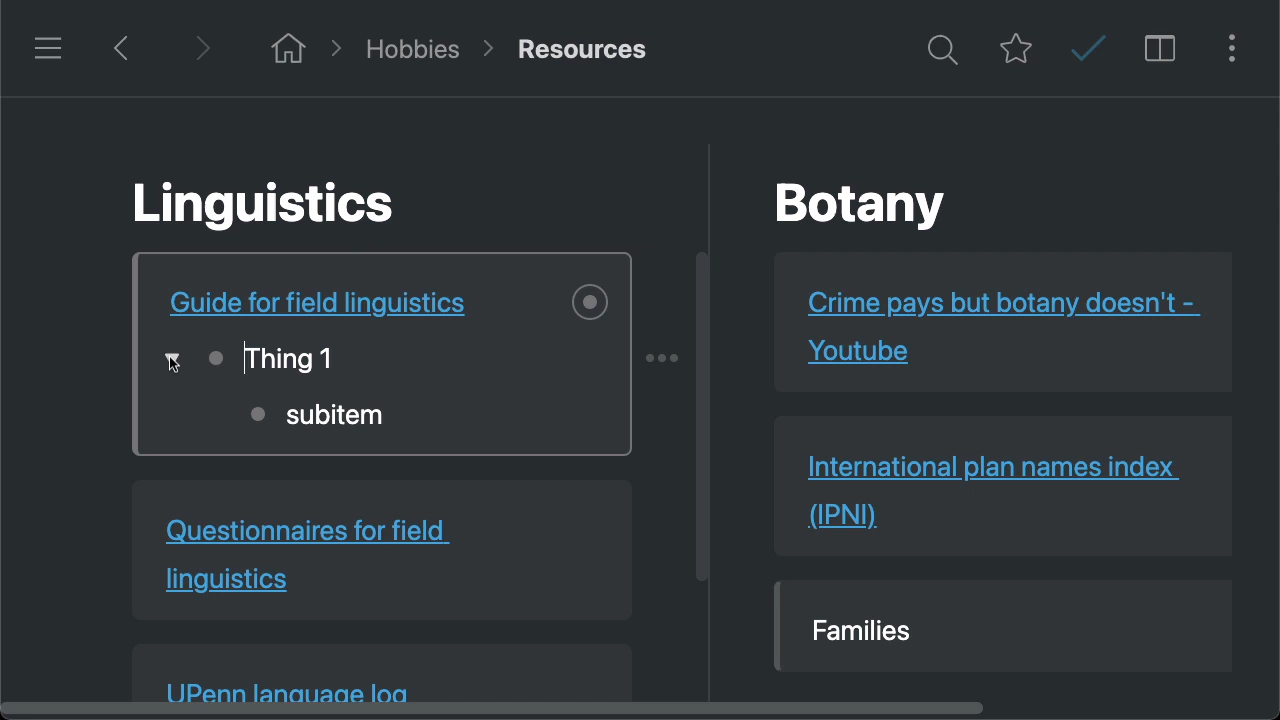 Hobbies Resources
Linguistics
Guide for field linguistics
Thing 1
subitem
Questionnaires for field
linguistics
UPenn language log
Botany
Crime pays but botany doesn't -
Youtube
International plan names index
(IPNI)
Families